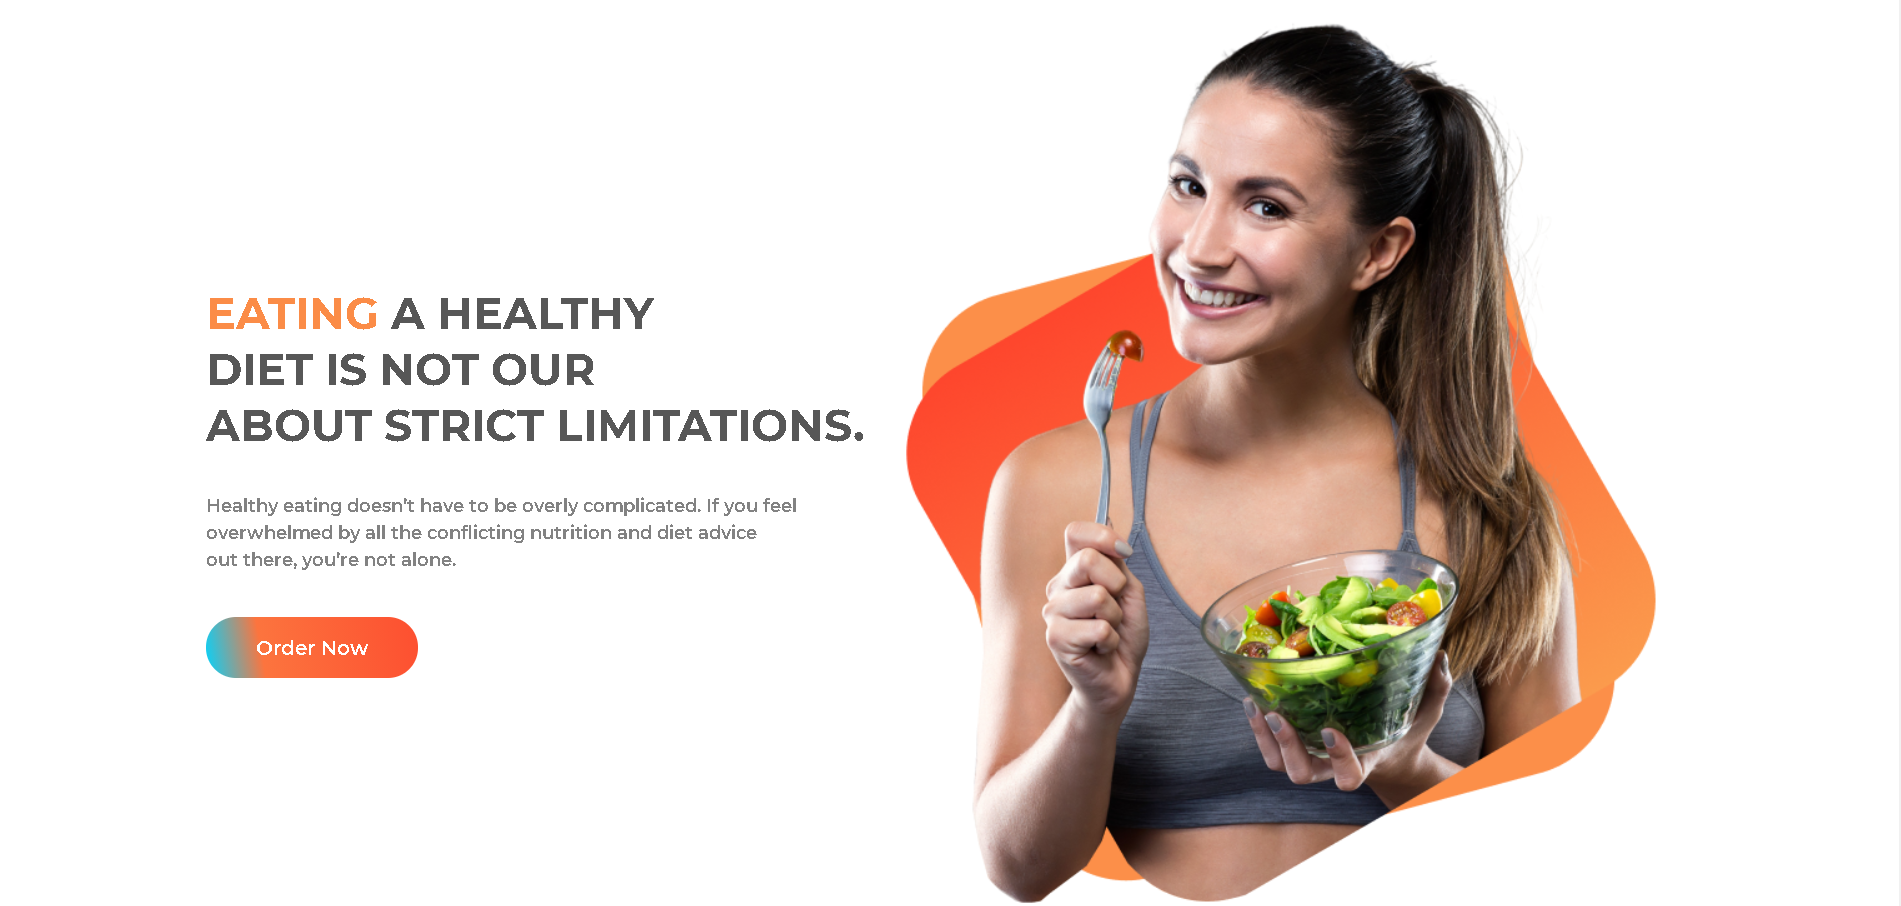 EATING A HEALTHY
DIET IS NOT OUR
ABOUT STRICT LIMITATIONS.
Healthy eating doesn't have to be overly complicated. If you feel
overwhelmed by all the conflicting nutrition and diet advice
out there, you're not alone.
Order Now